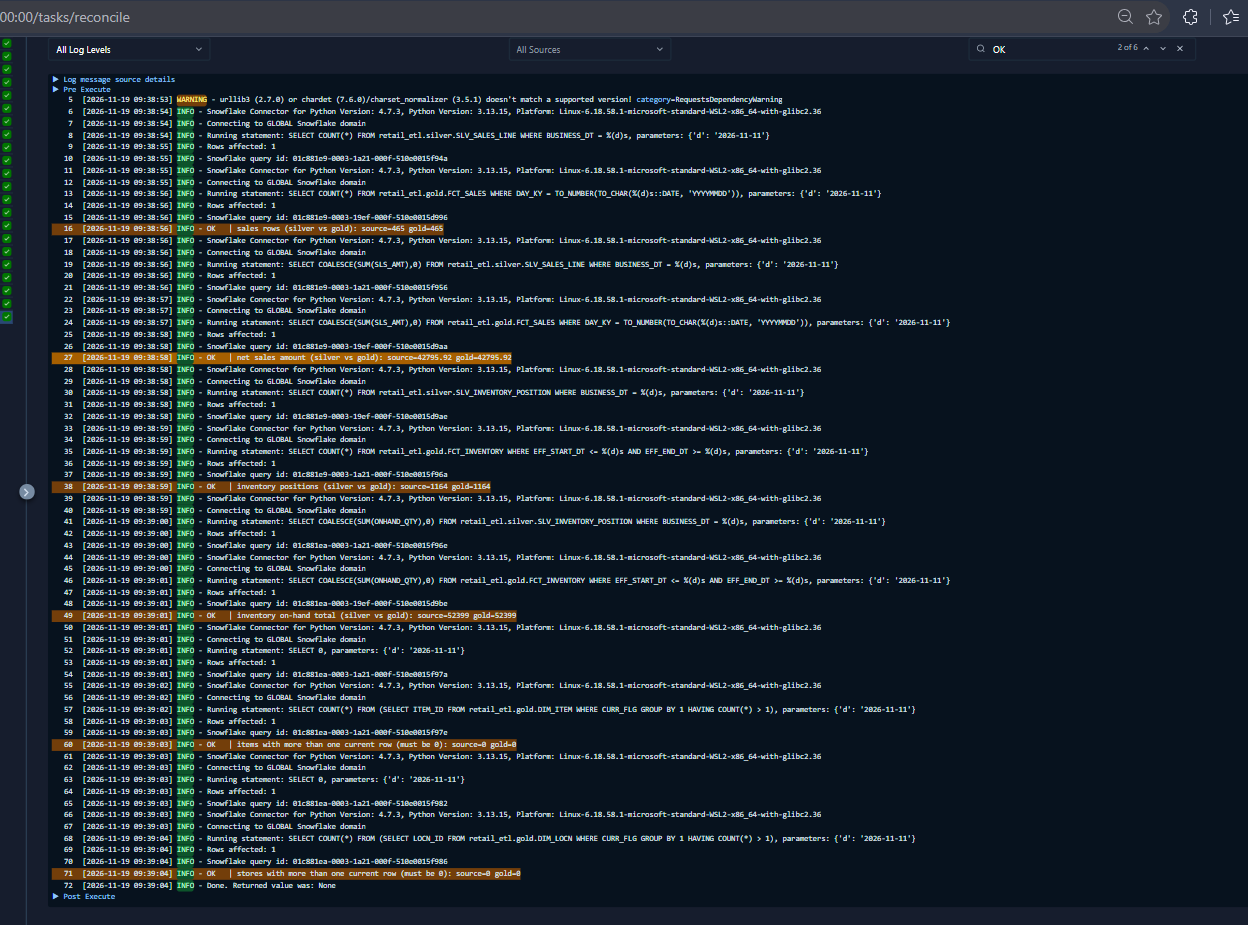 00:00/tasks/reconcile
All Log Levels
All Sources
OK
2 of 6
Log message source details
Pre Execute
5 [2026-11-19 09:38:53] WARNING - urllib3 (2.7.0) or chardet (7.6.0)/charset_normalizer (3.5.1) doesn't match a supported version! category=RequestsDependencyWarning
6 [2026-11-19 09:38:54] INFO - Snowflake Connector for Python Version: 4.7.3, Python Version: 3.13.15, Platform: Linux-6.18.58.1-microsoft-standard-WSL2-x86_64-with-glibc2.36
7 [2026-11-19 09:38:54] INFO - Connecting to GLOBAL Snowflake domain
8 [2026-11-19 09:38:54] INFO - Running statement: SELECT COUNT(*) FROM retail_etl.silver.SLV_SALES_LINE WHERE BUSINESS_DT = %(d)s, parameters: {'d': '2026-11-11'}
9 [2026-11-19 09:38:55] INFO - Rows affected: 1
10 [2026-11-19 09:38:55] INFO - Snowflake query id: 01c881e9-0003-1a21-000f-510e0015f94a
11 [2026-11-19 09:38:55] INFO - Snowflake Connector for Python Version: 4.7.3, Python Version: 3.13.15, Platform: Linux-6.18.58.1-microsoft-standard-WSL2-x86_64-with-glibc2.36
12 [2026-11-19 09:38:55] INFO - Connecting to GLOBAL Snowflake domain
13 [2026-11-19 09:38:56] INFO - Running statement: SELECT COUNT(*) FROM retail_etl.gold.FCT_SALES WHERE DAY_KY = TO_NUMBER(TO_CHAR(%(d)s::DATE, 'YYYYMMDD')), parameters: {'d': '2026-11-11'}
14 [2026-11-19 09:38:56] INFO - Rows affected: 1
15 [2026-11-19 09:38:56] INFO - Snowflake query id: 01c881e9-0003-19ef-000f-510e0015d996
16 [2026-11-19 09:38:56] INFO - OK | sales rows (silver vs gold): source=465 gold=465
17 [2026-11-19 09:38:56] INFO - Snowflake Connector for Python Version: 4.7.3, Python Version: 3.13.15, Platform: Linux-6.18.58.1-microsoft-standard-WSL2-x86_64-with-glibc2.36
18 [2026-11-19 09:38:56] INFO - Connecting to GLOBAL Snowflake domain
19 [2026-11-19 09:38:56] INFO - Running statement: SELECT COALESCE(SUM(SLS_AMT),0) FROM retail_etl.silver.SLV_SALES_LINE WHERE BUSINESS_DT = %(d)s, parameters: {'d': '2026-11-11'}
20 [2026-11-19 09:38:56] INFO - Rows affected: 1
21 [2026-11-19 09:38:56] INFO - Snowflake query id: 01c881e9-0003-1a21-000f-510e0015f956
22 [2026-11-19 09:38:57] INFO - Snowflake Connector for Python Version: 4.7.3, Python Version: 3.13.15, Platform: Linux-6.18.58.1-microsoft-standard-WSL2-x86_64-with-glibc2.36
23 [2026-11-19 09:38:57] INFO - Connecting to GLOBAL Snowflake domain
24 [2026-11-19 09:38:57] INFO - Running statement: SELECT COALESCE(SUM(SLS_AMT),0) FROM retail_etl.gold.FCT_SALES WHERE DAY_KY = TO_NUMBER(TO_CHAR(%(d)s::DATE, 'YYYYMMDD')), parameters: {'d': '2026-11-11'}
25 [2026-11-19 09:38:58] INFO - Rows affected: 1
26 [2026-11-19 09:38:58] INFO - Snowflake query id: 01c881e9-0003-19ef-000f-510e0015d9aa
27 [2026-11-19 09:38:58] INFO - OK | net sales amount (silver vs gold): source=42795.92 gold=42795.92
28 [2026-11-19 09:38:58] INFO - Snowflake Connector for Python Version: 4.7.3, Python Version: 3.13.15, Platform: Linux-6.18.58.1-microsoft-standard-WSL2-x86_64-with-glibc2.36
29 [2026-11-19 09:38:58] INFO - Connecting to GLOBAL Snowflake domain
30 [2026-11-19 09:38:58] INFO - Running statement: SELECT COUNT(*) FROM retail_etl.silver.SLV_INVENTORY_POSITION WHERE BUSINESS_DT = %(d)s, parameters: {'d': '2026-11-11'}
31 [2026-11-19 09:38:58] INFO - Rows affected: 1
32 [2026-11-19 09:38:58] INFO - Snowflake query id: 01c881e9-0003-19ef-000f-510e0015d9ae
33 [2026-11-19 09:38:59] INFO - Snowflake Connector for Python Version: 4.7.3, Python Version: 3.13.15, Platform: Linux-6.18.58.1-microsoft-standard-WSL2-x86_64-with-glibc2.36
34 [2026-11-19 09:38:59] INFO - Connecting to GLOBAL Snowflake domain
35 [2026-11-19 09:38:59] INFO - Running statement: SELECT COUNT(*) FROM retail_etl.gold.FCT_INVENTORY WHERE EFF_START_DT <= %(d)s AND EFF_END_DT >= %(d)s, parameters: {'d': '2026-11-11'}
36 [2026-11-19 09:38:59] INFO - Rows affected: 1
37 [2026-11-19 09:38:59] INFO - Snowflake query id: 01c881e9-0003-1a21-000f-510e0015f96a
38 [2026-11-19 09:38:59] INFO - OK | inventory positions (silver vs gold): source=1164 gold=1164
39 [2026-11-19 09:38:59] INFO - Snowflake Connector for Python Version: 4.7.3, Python Version: 3.13.15, Platform: Linux-6.18.58.1-microsoft-standard-WSL2-x86_64-with-glibc2.36
40 [2026-11-19 09:38:59] INFO - Connecting to GLOBAL Snowflake domain
41 [2026-11-19 09:39:00] INFO - Running statement: SELECT COALESCE(SUM(ONHAND_QTY),0) FROM retail_etl.silver.SLV_INVENTORY_POSITION WHERE BUSINESS_DT = %(d)s, parameters: {'d': '2026-11-11'}
42 [2026-11-19 09:39:00] INFO - Rows affected: 1
43 [2026-11-19 09:39:00] INFO - Snowflake query id: 01c881ea-0003-1a21-000f-510e0015f96e
44 [2026-11-19 09:39:00] INFO - Snowflake Connector for Python Version: 4.7.3, Python Version: 3.13.15, Platform: Linux-6.18.58.1-microsoft-standard-WSL2-x86_64-with-glibc2.36
45 [2026-11-19 09:39:00] INFO - Connecting to GLOBAL Snowflake domain
46 [2026-11-19 09:39:01] INFO - Running statement: SELECT COALESCE(SUM(ONHAND_QTY),0) FROM retail_etl.gold.FCT_INVENTORY WHERE EFF_START_DT <= %(d)s AND EFF_END_DT >= %(d)s, parameters: {'d': '2026-11-11'}
47 [2026-11-19 09:39:01] INFO - Rows affected: 1
48 [2026-11-19 09:39:01] INFO - Snowflake query id: 01c881ea-0003-19ef-000f-510e0015d9be
49 [2026-11-19 09:39:01] INFO - OK | inventory on-hand total (silver vs gold): source=52399 gold=52399
50 [2026-11-19 09:39:01] INFO - Snowflake Connector for Python Version: 4.7.3, Python Version: 3.13.15, Platform: Linux-6.18.58.1-microsoft-standard-WSL2-x86_64-with-glibc2.36
51 [2026-11-19 09:39:01] INFO - Connecting to GLOBAL Snowflake domain
52 [2026-11-19 09:39:01] INFO - Running statement: SELECT 0, parameters: {'d': '2026-11-11'}
53 [2026-11-19 09:39:01] INFO - Rows affected: 1
54 [2026-11-19 09:39:01] INFO - Snowflake query id: 01c881ea-0003-1a21-000f-510e0015f97a
55 [2026-11-19 09:39:02] INFO - Snowflake Connector for Python Version: 4.7.3, Python Version: 3.13.15, Platform: Linux-6.18.58.1-microsoft-standard-WSL2-x86_64-with-glibc2.36
56 [2026-11-19 09:39:02] INFO - Connecting to GLOBAL Snowflake domain
57 [2026-11-19 09:39:02] INFO - Running statement: SELECT COUNT(*) FROM (SELECT ITEM_ID FROM retail_etl.gold.DIM_ITEM WHERE CURR_FLG GROUP BY 1 HAVING COUNT(*) > 1), parameters: {'d': '2026-11-11'}
58 [2026-11-19 09:39:03] INFO - Rows affected: 1
59 [2026-11-19 09:39:03] INFO - Snowflake query id: 01c881ea-0003-1a21-000f-510e0015f97e
60 [2026-11-19 09:39:03] INFO - OK | items with more than one current row (must be 0): source=0 gold=0
61 [2026-11-19 09:39:03] INFO - Snowflake Connector for Python Version: 4.7.3, Python Version: 3.13.15, Platform: Linux-6.18.58.1-microsoft-standard-WSL2-x86_64-with-glibc2.36
62 [2026-11-19 09:39:03] INFO - Connecting to GLOBAL Snowflake domain
63 [2026-11-19 09:39:03] INFO - Running statement: SELECT 0, parameters: {'d': '2026-11-11'}
64 [2026-11-19 09:39:03] INFO - Rows affected: 1
65 [2026-11-19 09:39:03] INFO - Snowflake query id: 01c881ea-0003-1a21-000f-510e0015f982
66 [2026-11-19 09:39:03] INFO - Snowflake Connector for Python Version: 4.7.3, Python Version: 3.13.15, Platform: Linux-6.18.58.1-microsoft-standard-WSL2-x86_64-with-glibc2.36
67 [2026-11-19 09:39:03] INFO - Connecting to GLOBAL Snowflake domain
68 [2026-11-19 09:39:04] INFO - Running statement: SELECT COUNT(*) FROM (SELECT LOCN_ID FROM retail_etl.gold.DIM_LOCN WHERE CURR_FLG GROUP BY 1 HAVING COUNT(*) > 1), parameters: {'d': '2026-11-11'}
69 [2026-11-19 09:39:04] INFO - Rows affected: 1
70 [2026-11-19 09:39:04] INFO - Snowflake query id: 01c881ea-0003-1a21-000f-510e0015f986
71 [2026-11-19 09:39:04] INFO - OK | stores with more than one current row (must be 0): source=0 gold=0
72 [2026-11-19 09:39:04] INFO - Done. Returned value was: None
Post Execute